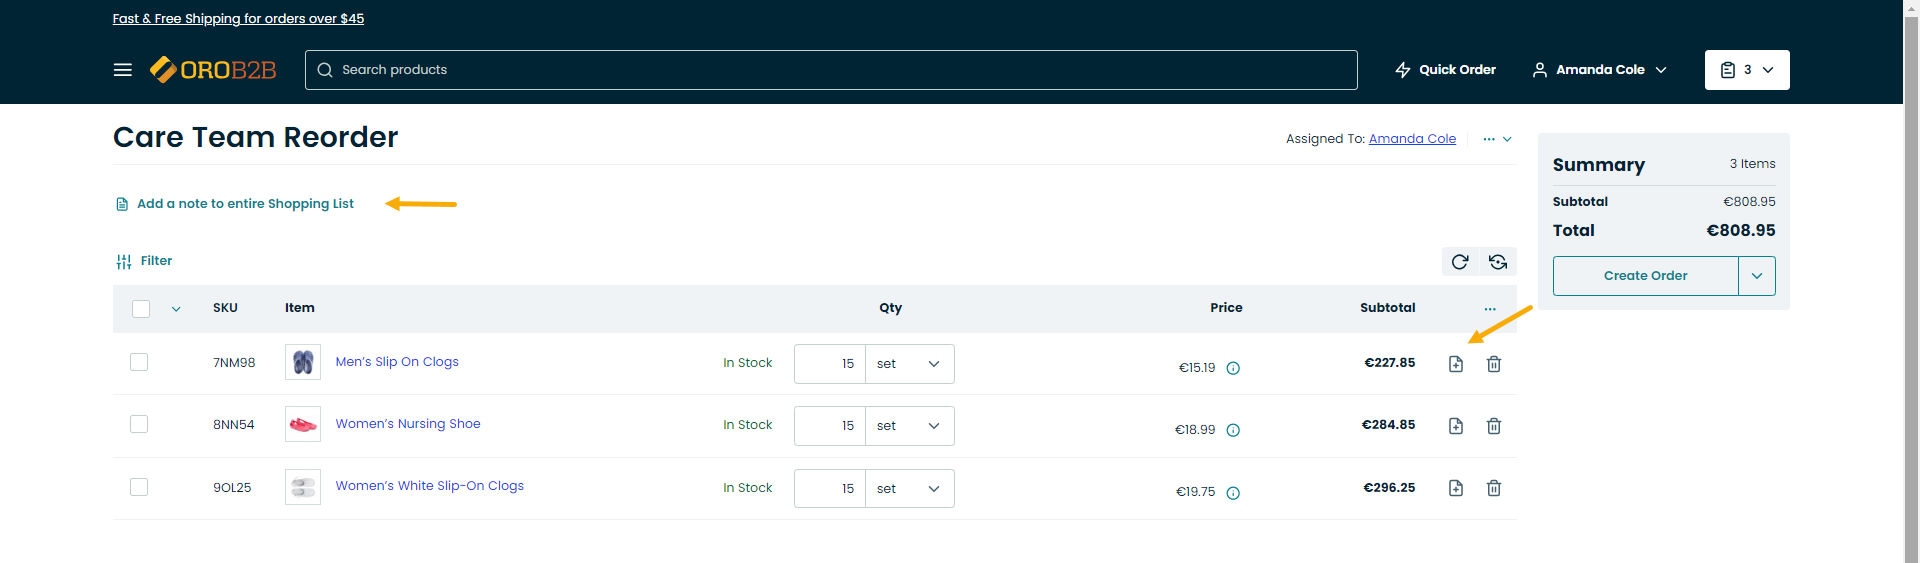 Fast & Free Shipping for orders over $45
OROB2B
Search products
Quick Order
Amanda Cole
3
Care Team Reorder
Assigned To: Amanda Cole
Summary
3 Items
Subtotal
€808.95
Total
€808.95
Create Order
Add a note to entire Shopping List
Filter
SKU Item Qty Price Subtotal
7NM98 Men's Slip On Clogs In Stock 15 set €15.19 €227.85
8NN54 Women's Nursing Shoe In Stock 15 set €18.99 €284.85
9OL25 Women's White Slip-On Clogs In Stock 15 set €19.75 €296.25